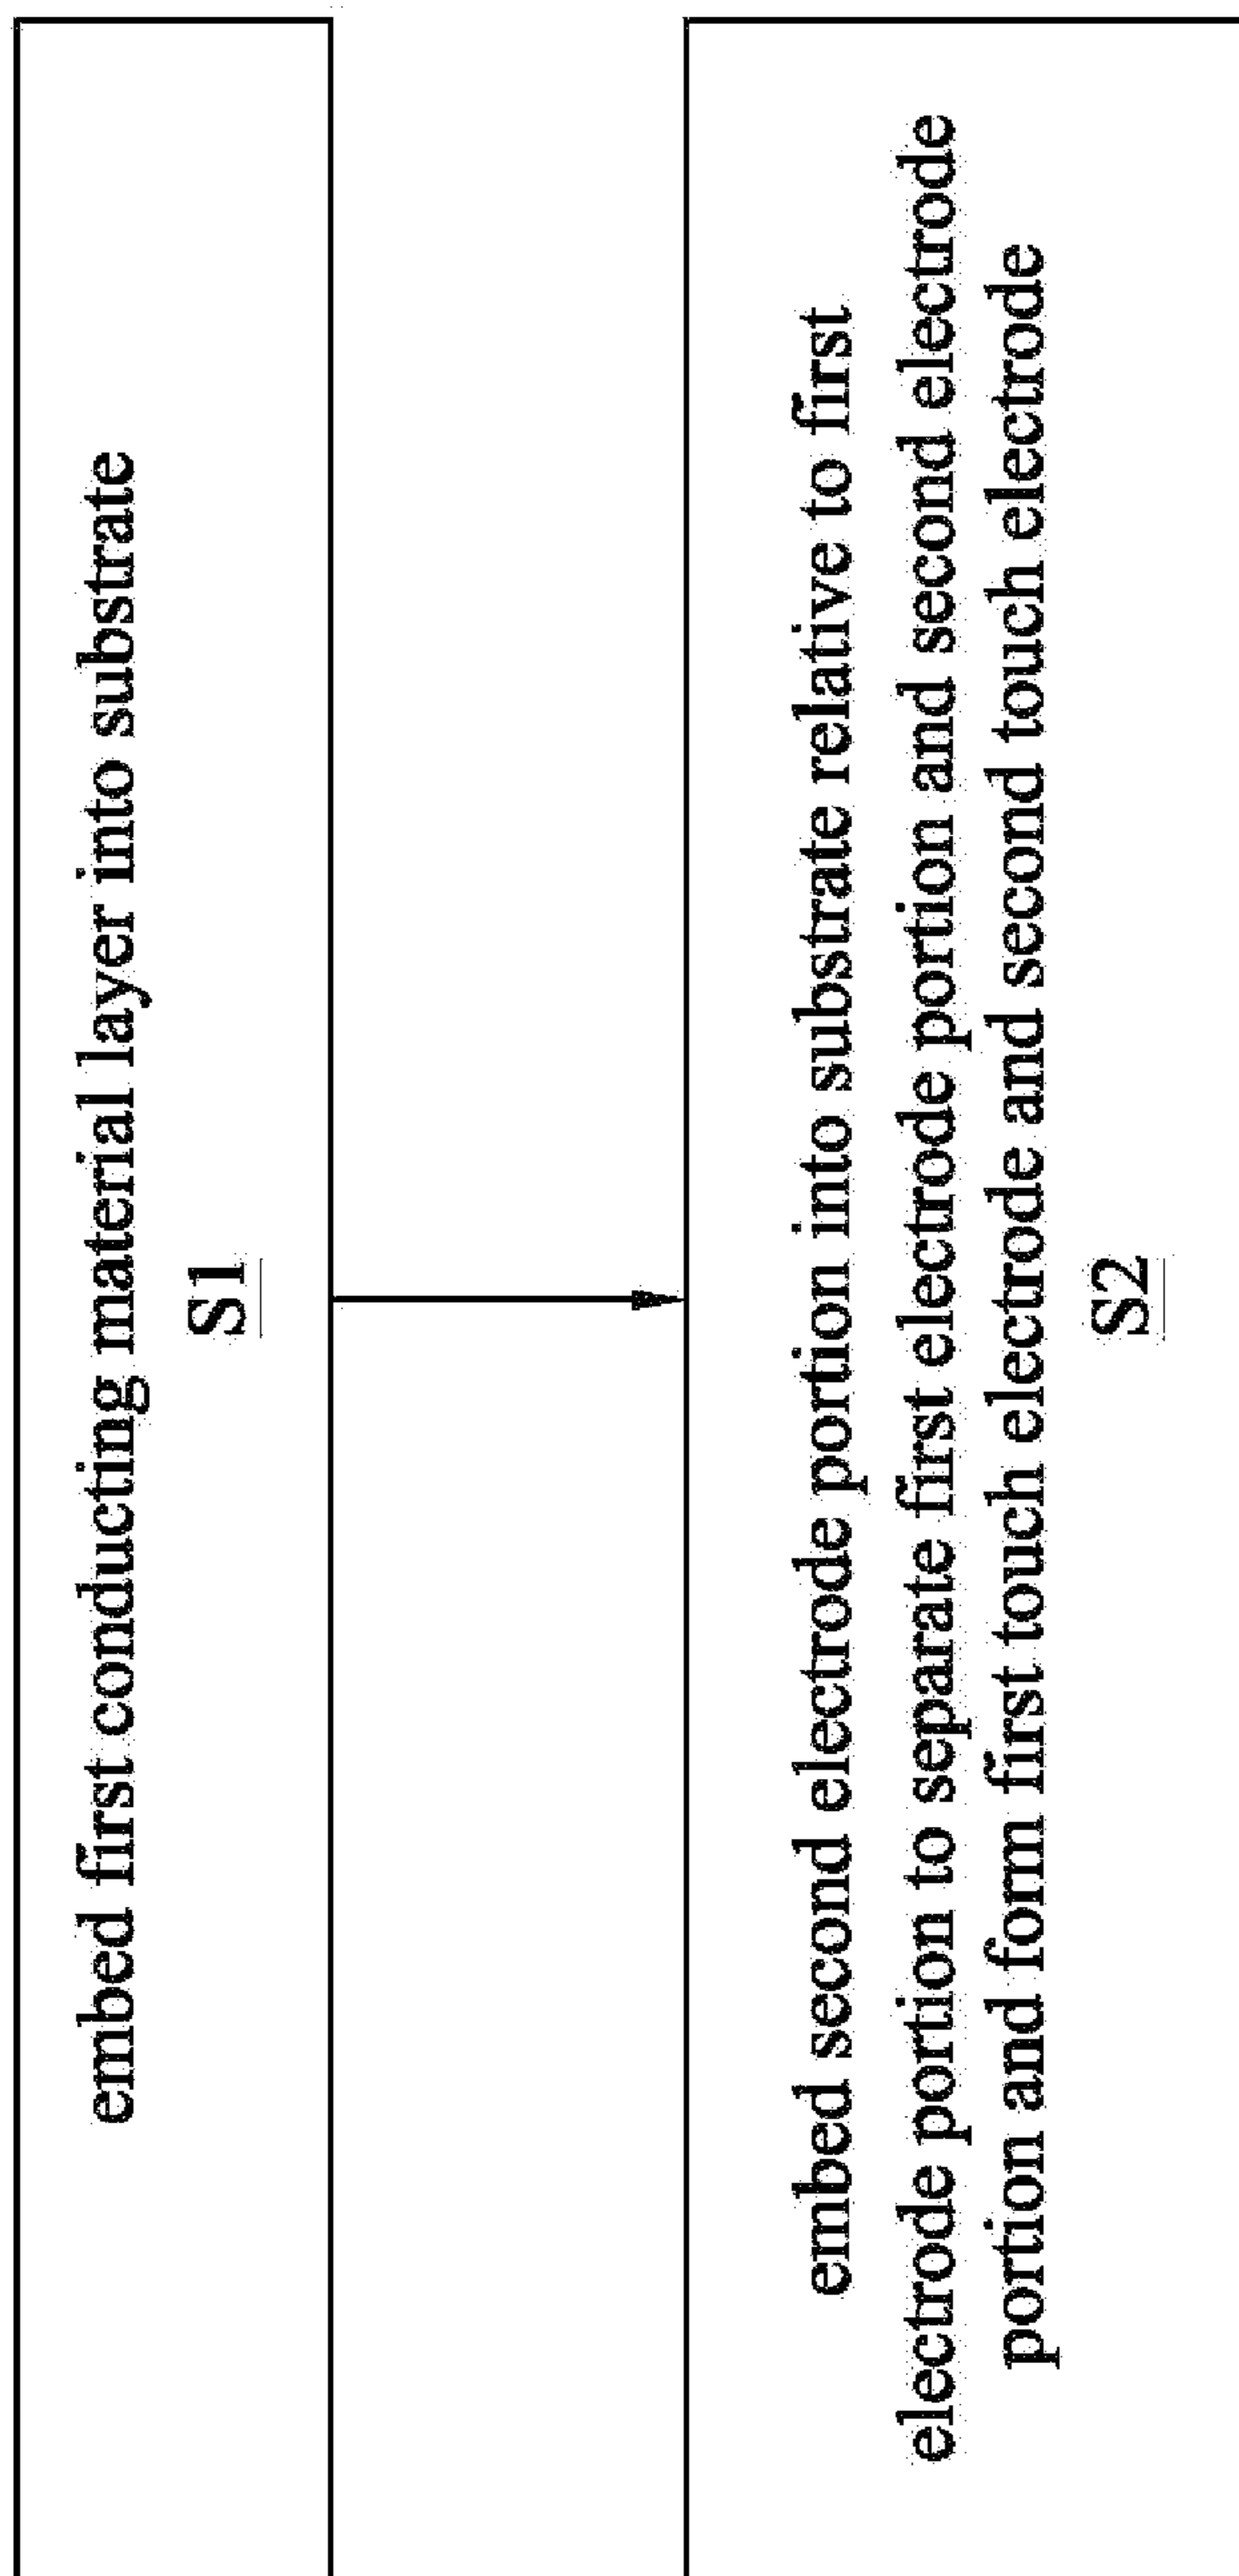 embed first conducting material layer into substrate
S1
embed second electrode portion into substrate relative to first
electrode portion to separate first electrode portion and second electrode
portion and form first touch electrode and second touch electrode
S2